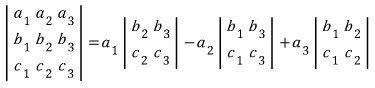 | a₁ a₂ a₃ |
| b₁ b₂ b₃ | = a₁ | b₂ b₃ | − a₂ | b₁ b₃ | + a₃ | b₁ b₂ |
| c₁ c₂ c₃ | | c₂ c₃ | | c₁ c₃ | | c₁ c₂ |